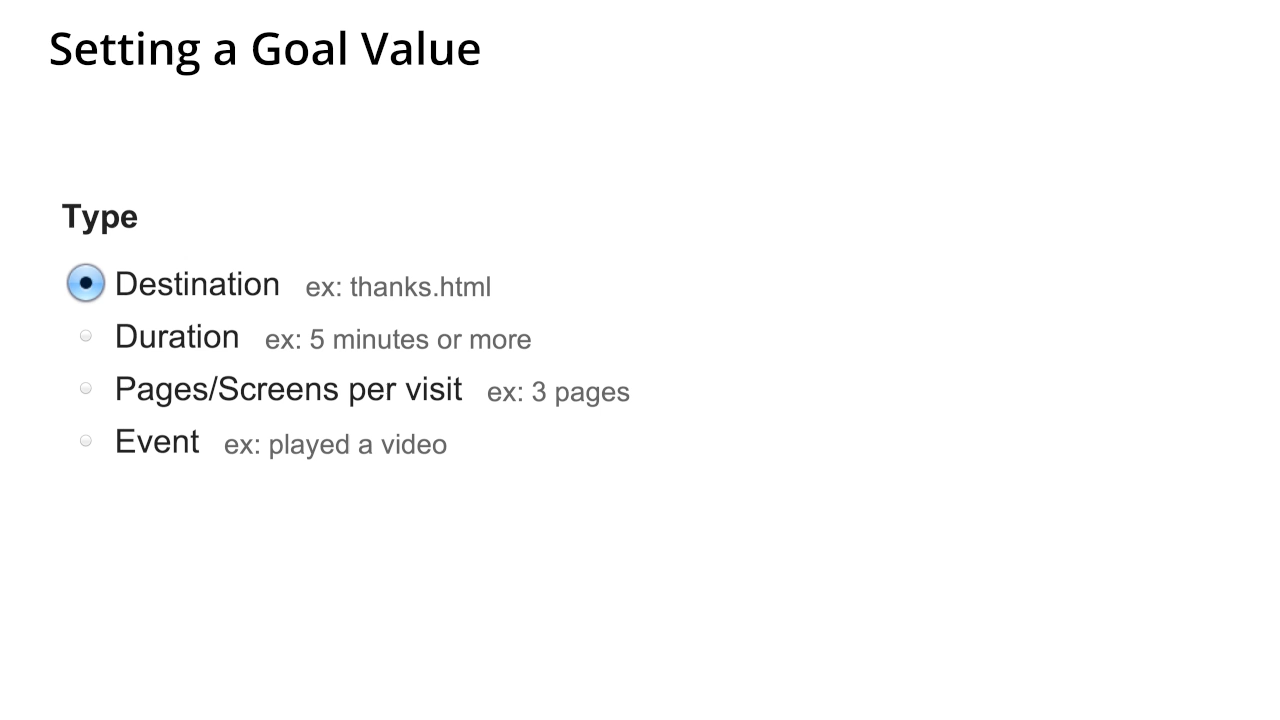 Setting a Goal Value
Type
Destination ex: thanks.html
Duration ex: 5 minutes or more
Pages/Screens per visit ex: 3 pages
Event ex: played a video